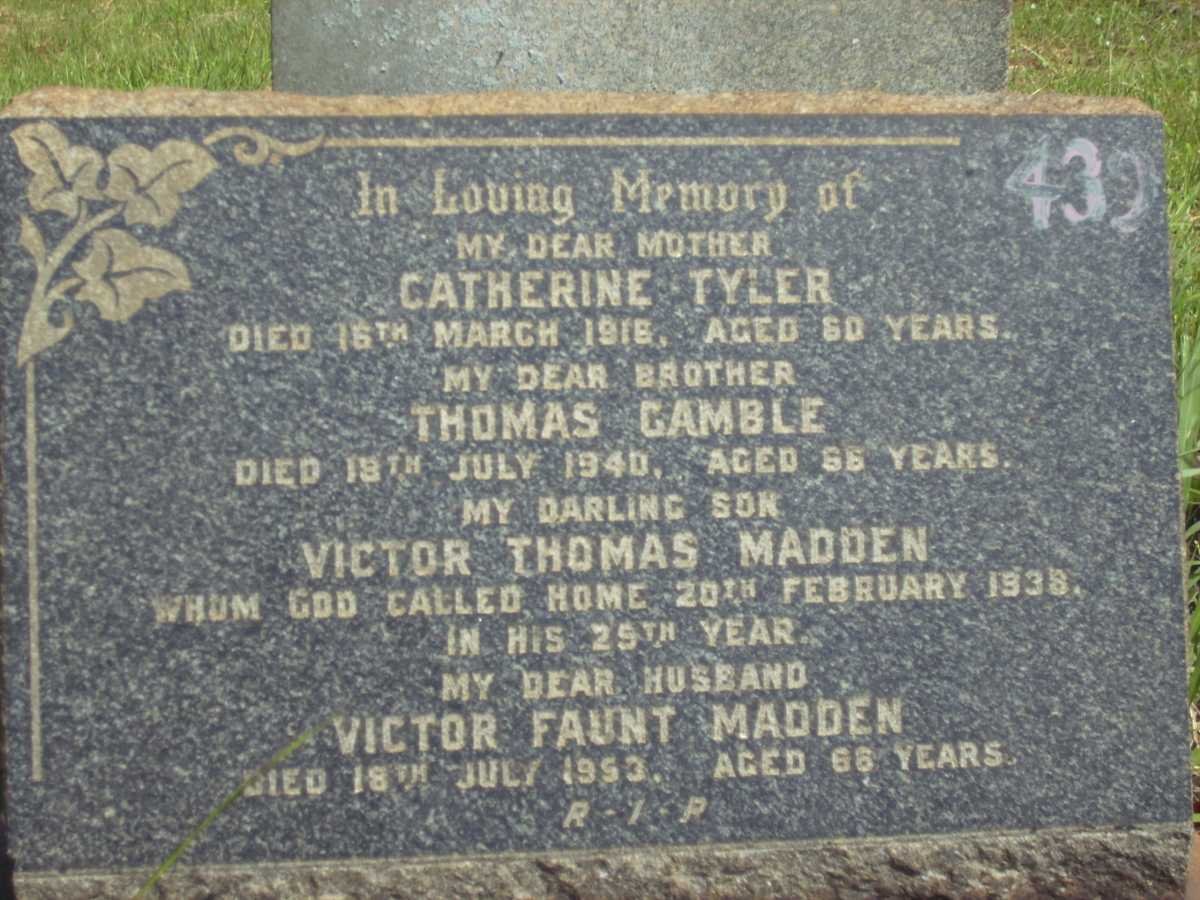 439
In Loving Memory of
MY DEAR MOTHER
CATHERINE TYLER
DIED 16TH MARCH 1918, AGED 60 YEARS.
MY DEAR BROTHER
THOMAS GAMBLE
DIED 18TH JULY 1940, AGED 66 YEARS.
MY DARLING SON
VICTOR THOMAS MADDEN
WHOM GOD CALLED HOME 20TH FEBRUARY 1938,
IN HIS 25TH YEAR.
MY DEAR HUSBAND
VICTOR FAUNT MADDEN
DIED 18TH JULY 1953, AGED 66 YEARS.
R-I-P